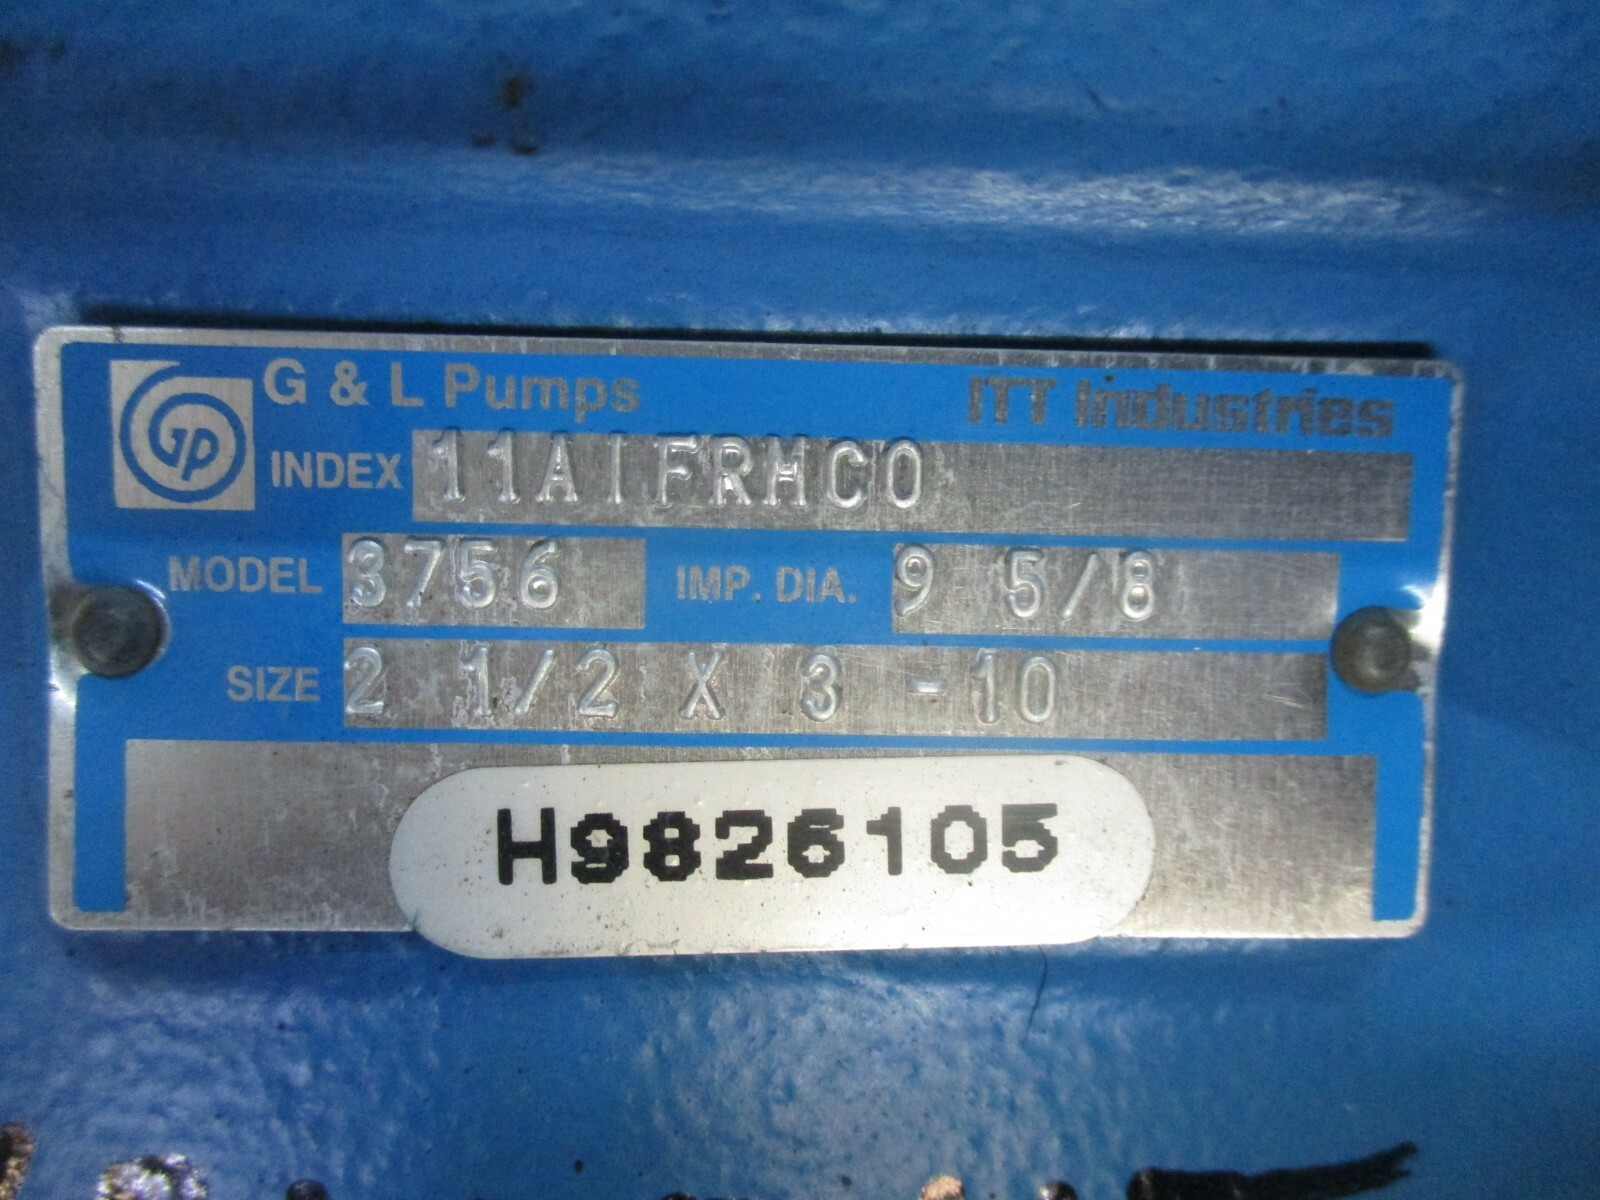 GP G & L Pumps ITT Industries
INDEX 11AIFRMCO
MODEL 3756 IMP. DIA. 9 5/8
SIZE 2 1/2 X 3 -10
H9826105